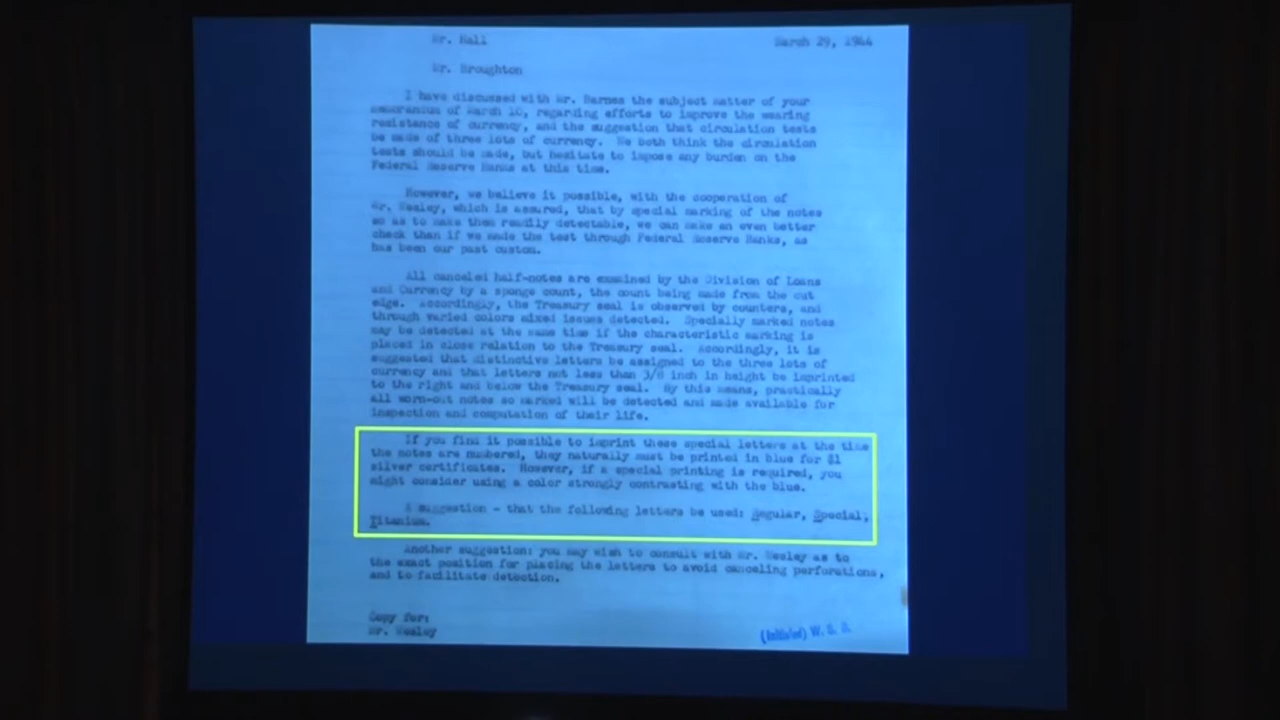 Mr. Hall March 29, 1944
Mr. Broughton
I have discussed with Mr. Barnes the subject matter of your
memorandum of March 10, regarding efforts to improve the wearing
resistance of currency, and the suggestion that circulation tests
be made of three lots of currency. We both think the circulation
tests should be made, but hesitate to impose any burden on the
Federal Reserve Banks at this time.
However, we believe it possible, with the cooperation of
Mr. Wesley, which is assured, that by special marking of the notes
so as to make them readily detectable, we can make an even better
check than if we made the test through Federal Reserve Banks, as
has been our past custom.
All canceled half-notes are examined by the Division of Loans
and Currency by a sponge count, the count being made from the cut
edge. Accordingly, the Treasury seal is observed by counters, and
through varied colors mixed issues detected. Specially marked notes
may be detected at the same time if the characteristic marking is
placed in close relation to the Treasury seal. Accordingly, it is
suggested that distinctive letters be assigned to the three lots of
currency and that letters not less than 3/8 inch in height be imprinted
to the right and below the Treasury seal. By this means, practically
all worn-out notes so marked will be detected and made available for
inspection and computation of their life.
If you find it possible to imprint these special letters at the time
the notes are numbered, they naturally must be printed in blue for $1
silver certificates. However, if a special printing is required, you
might consider using a color strongly contrasting with the blue.
A suggestion - that the following letters be used: Regular, Special,
Titanium.
Another suggestion: you may wish to consult with Mr. Wesley as to
the exact position for placing the letters to avoid canceling perforations,
and to facilitate detection.
Copy for:
Mr. Wesley (Initialed) W. S. B.